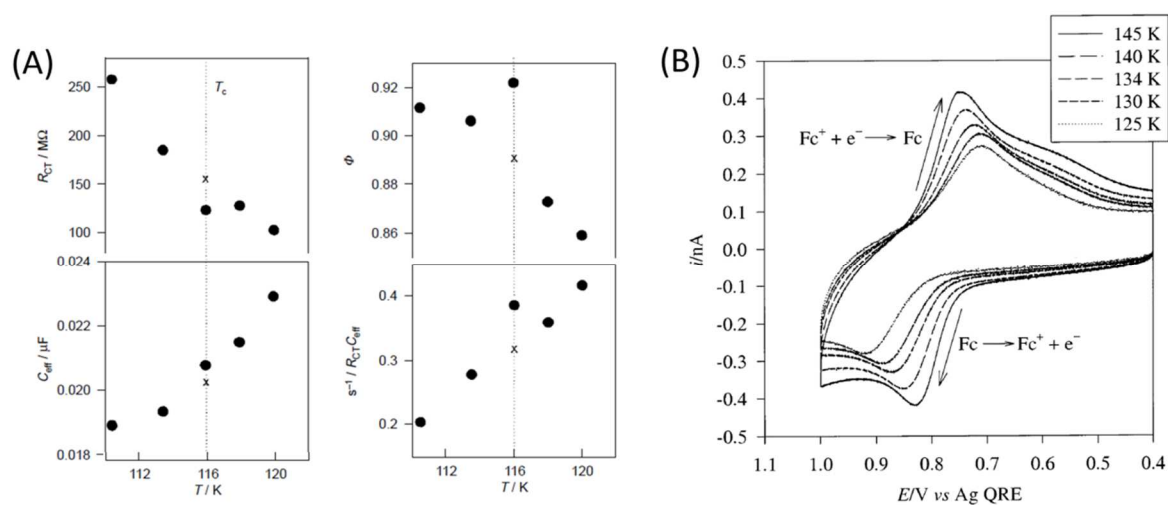 (A)
250
200
150
100
R_CT / MΩ
T_c
x
0.024
0.022
0.020
0.018
C_eff / μF
x
112 116 120
T / K
0.92
0.90
0.88
0.86
Φ
x
0.4
0.3
0.2
s⁻¹ / R_CT C_eff
x
112 116 120
T / K
(B)
145 K
140 K
134 K
130 K
125 K
0.5
0.4
0.3
0.2
0.1
0.0
-0.1
-0.2
-0.3
-0.4
-0.5
i/nA
Fc⁺ + e⁻ → Fc
Fc → Fc⁺ + e⁻
1.1 1.0 0.9 0.8 0.7 0.6 0.5 0.4
E/V vs Ag QRE